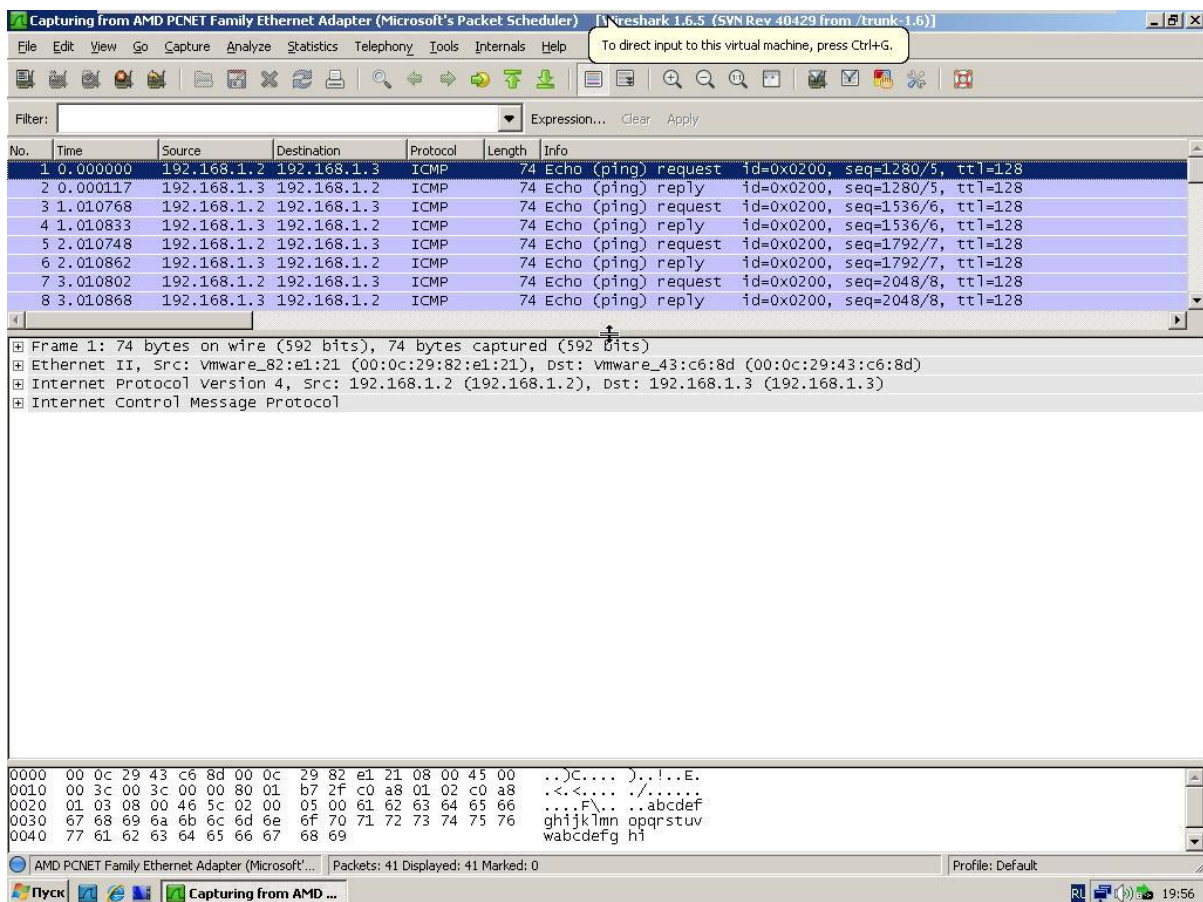 Capturing from AMD PCNET Family Ethernet Adapter (Microsoft's Packet Scheduler) [Wireshark 1.6.5 (SVN Rev 40429 from /trunk-1.6)]
To direct input to this virtual machine, press Ctrl+G.
File Edit View Go Capture Analyze Statistics Telephony Tools Internals Help
Filter: Expression... Clear Apply
No. Time Source Destination Protocol Length Info
1 0.000000 192.168.1.2 192.168.1.3 ICMP 74 Echo (ping) request id=0x0200, seq=1280/5, ttl=128
2 0.000117 192.168.1.3 192.168.1.2 ICMP 74 Echo (ping) reply id=0x0200, seq=1280/5, ttl=128
3 1.010768 192.168.1.2 192.168.1.3 ICMP 74 Echo (ping) request id=0x0200, seq=1536/6, ttl=128
4 1.010833 192.168.1.3 192.168.1.2 ICMP 74 Echo (ping) reply id=0x0200, seq=1536/6, ttl=128
5 2.010748 192.168.1.2 192.168.1.3 ICMP 74 Echo (ping) request id=0x0200, seq=1792/7, ttl=128
6 2.010862 192.168.1.3 192.168.1.2 ICMP 74 Echo (ping) reply id=0x0200, seq=1792/7, ttl=128
7 3.010802 192.168.1.2 192.168.1.3 ICMP 74 Echo (ping) request id=0x0200, seq=2048/8, ttl=128
8 3.010868 192.168.1.3 192.168.1.2 ICMP 74 Echo (ping) reply id=0x0200, seq=2048/8, ttl=128
Frame 1: 74 bytes on wire (592 bits), 74 bytes captured (592 bits)
Ethernet II, Src: Vmware_82:e1:21 (00:0c:29:82:e1:21), Dst: Vmware_43:c6:8d (00:0c:29:43:c6:8d)
Internet Protocol Version 4, Src: 192.168.1.2 (192.168.1.2), Dst: 192.168.1.3 (192.168.1.3)
Internet Control Message Protocol
0000 00 0c 29 43 c6 8d 00 0c 29 82 e1 21 08 00 45 00 ..)C.... )..!..E.
0010 00 3c 00 3c 00 00 80 01 b7 2f c0 a8 01 02 c0 a8 .<.<.... ./......
0020 01 03 08 00 46 5c 02 00 05 00 61 62 63 64 65 66 ....F\.. ..abcdef
0030 67 68 69 6a 6b 6c 6d 6e 6f 70 71 72 73 74 75 76 ghijklmn opqrstuv
0040 77 61 62 63 64 65 66 67 68 69 wabcdefg hi
AMD PCNET Family Ethernet Adapter (Microsoft'... Packets: 41 Displayed: 41 Marked: 0 Profile: Default
Пуск Capturing from AMD ... RU 19:56